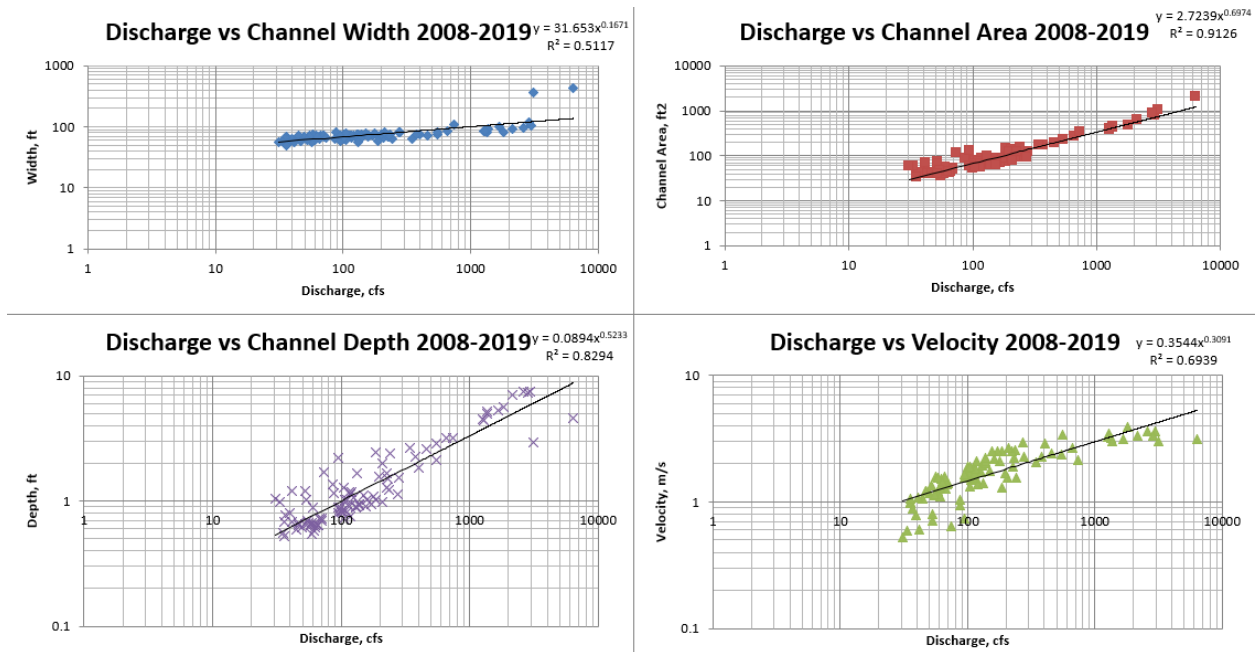 Discharge vs Channel Width 2008-2019
y = 31.653x^0.1671
R² = 0.5117
1000
100
10
1
1 10 100 1000 10000
Width, ft
Discharge, cfs
Discharge vs Channel Area 2008-2019
y = 2.7239x^0.6974
R² = 0.9126
10000
1000
100
10
1
1 10 100 1000 10000
Channel Area, ft2
Discharge, cfs
Discharge vs Channel Depth 2008-2019
y = 0.0894x^0.5233
R² = 0.8294
10
1
0.1
1 10 100 1000 10000
Depth, ft
Discharge, cfs
Discharge vs Velocity 2008-2019
y = 0.3544x^0.3091
R² = 0.6939
10
1
0.1
1 10 100 1000 10000
Velocity, m/s
Discharge, cfs